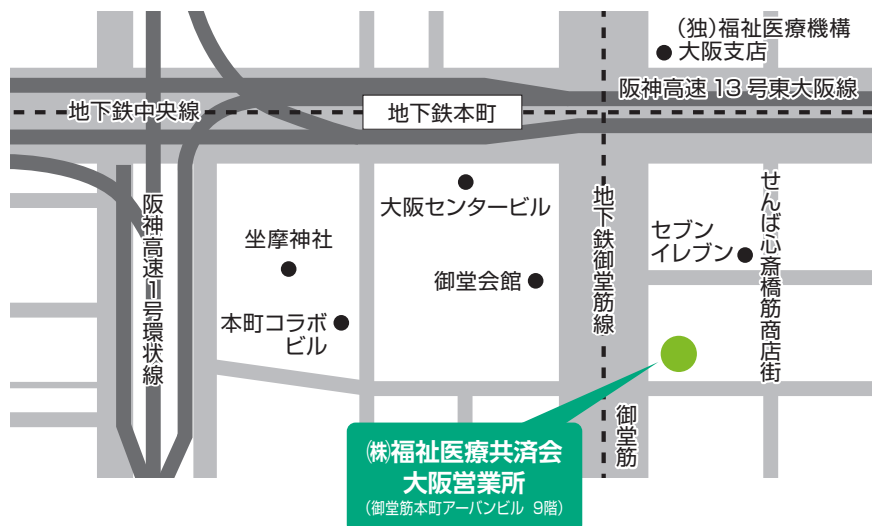 (独)福祉医療機構
大阪支店
阪神高速 13 号東大阪線
地下鉄中央線
地下鉄本町
大阪センタービル
坐摩神社
御堂会館
本町コラボ
ビル
阪神高速1号環状線
地下鉄御堂筋線
セブン
イレブン
せんば心斎橋筋商店街
御堂筋
㈱福祉医療共済会
大阪営業所
(御堂筋本町アーバンビル 9階)